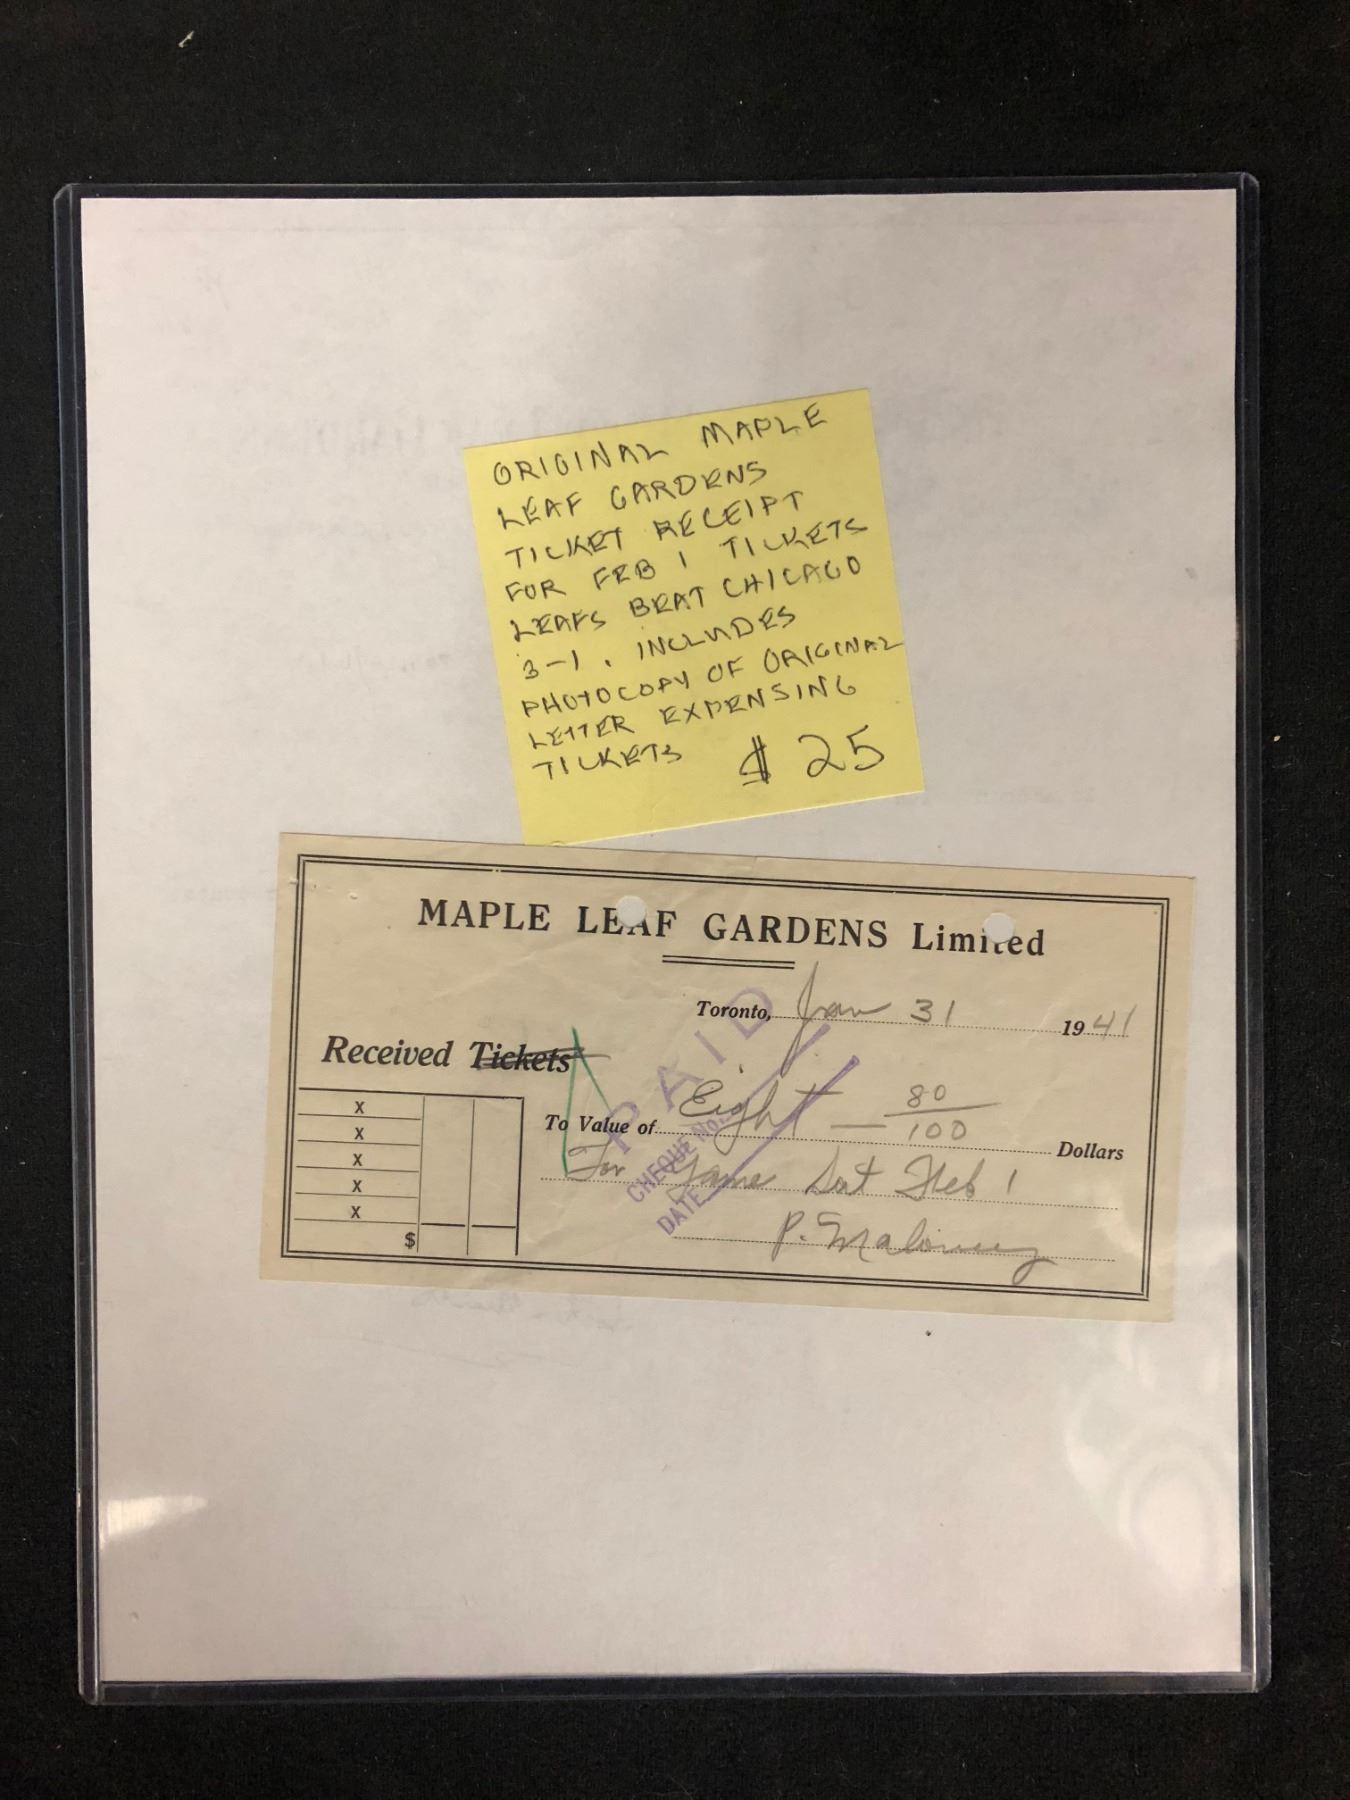 ORIGINAL MAPLE
LEAF GARDENS
TICKET RECEIPT
FOR FEB 1 TICKETS
LEAFS BEAT CHICAGO
3-1. INCLUDES
PHOTOCOPY OF ORIGINAL
LETTER EXPENSING
TICKETS $25
MAPLE LEAF GARDENS Limited
Toronto, Jan 31 1941
Received Tickets
PAID
CHEQUE No.
DATE
To Value of Eight — 80/100 Dollars
For Game Sat Feb 1
P. Maloney
X
X
X
X
X
$